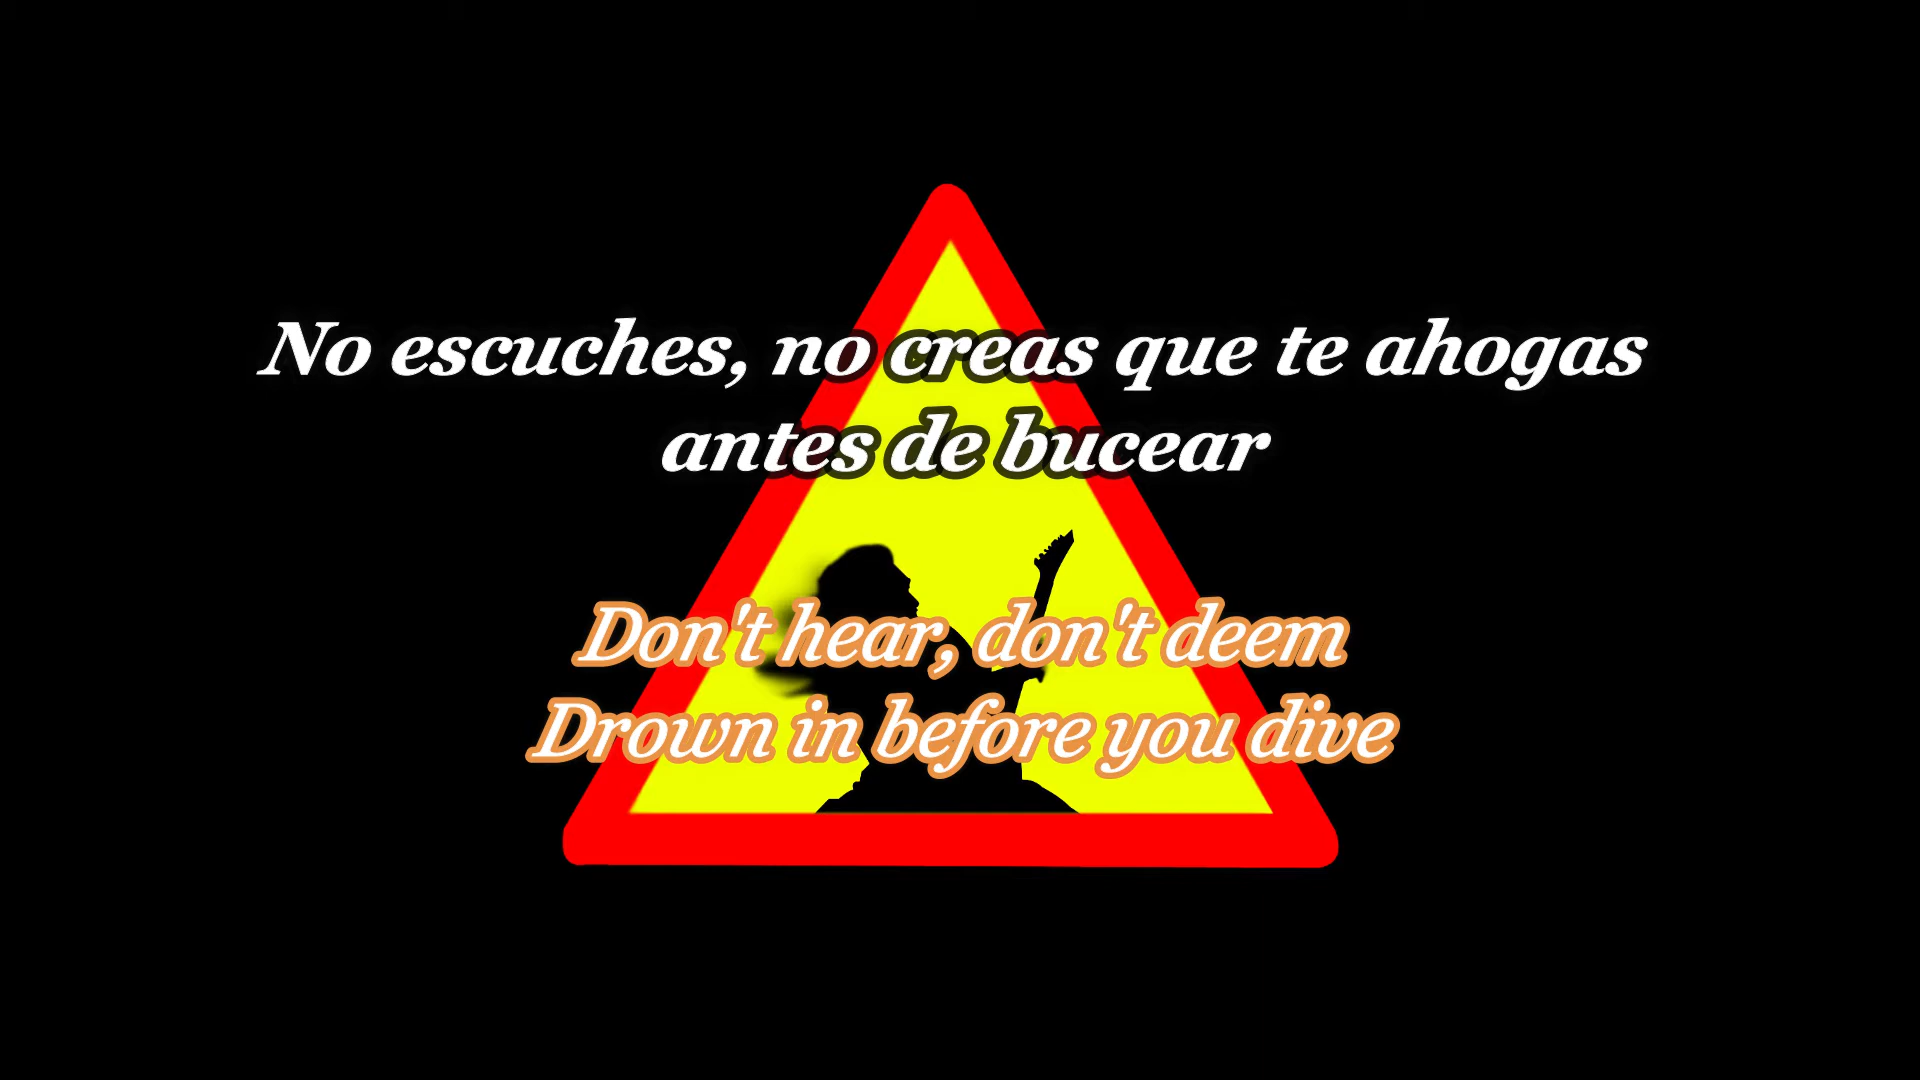 No escuches, no creas que te ahogas
antes de bucear
Don't hear, don't deem
Drown in before you dive